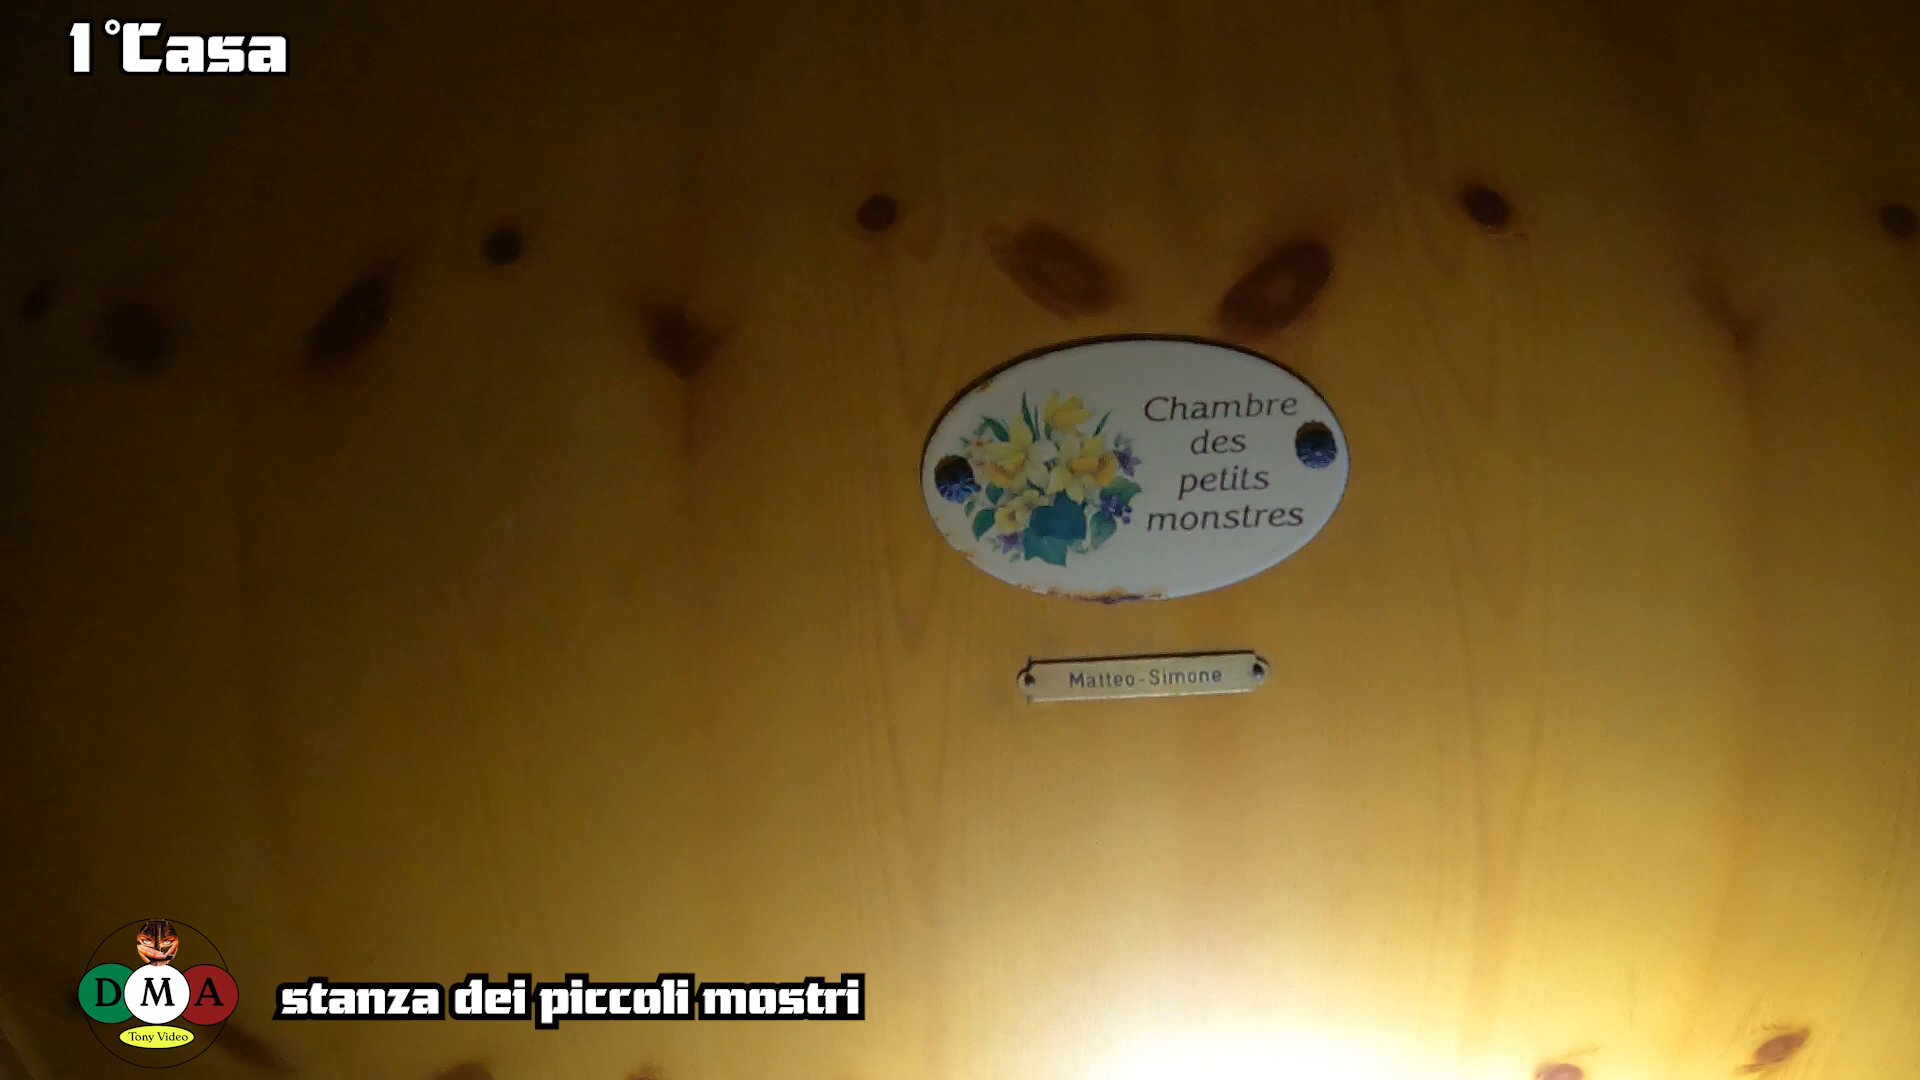 1°Casa
Chambre
des
petits
monstres
Matteo-Simone
D M A
Tony Video
stanza dei piccoli mostri